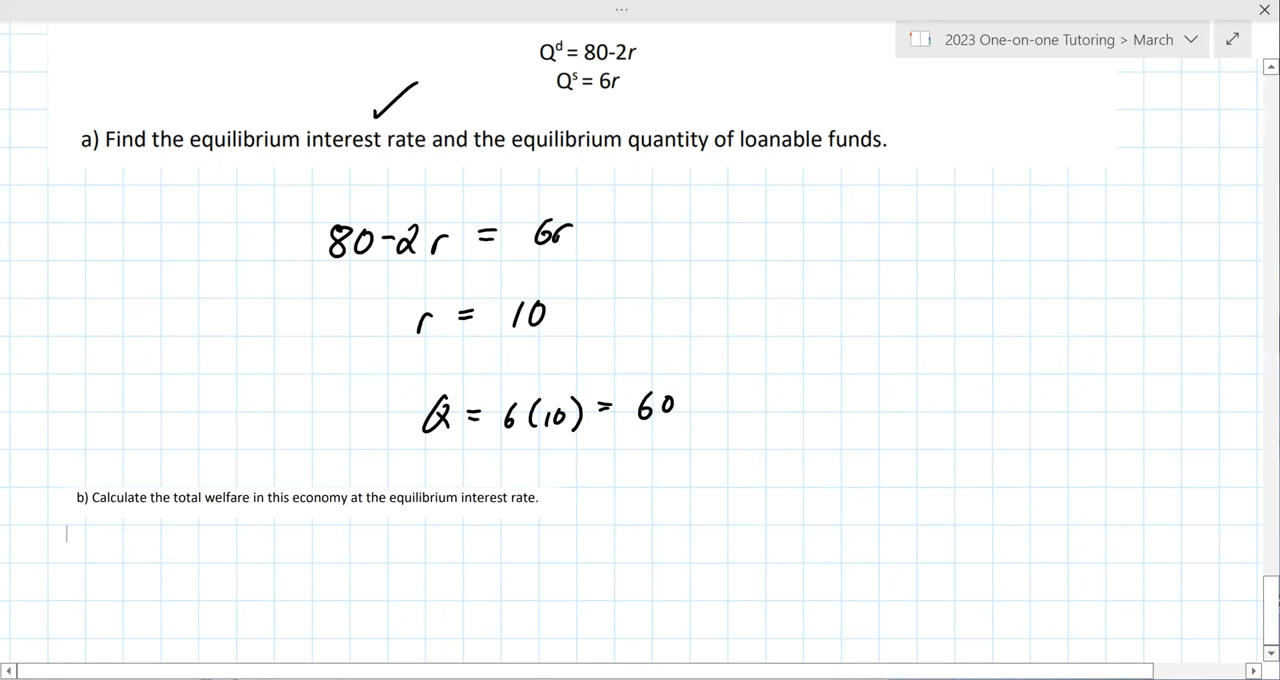 2023 One-on-one Tutoring > March
Qᵈ = 80-2r
Qˢ = 6r
a) Find the equilibrium interest rate and the equilibrium quantity of loanable funds.
80-2r = 6r
r = 10
Q = 6(10) = 60
b) Calculate the total welfare in this economy at the equilibrium interest rate.